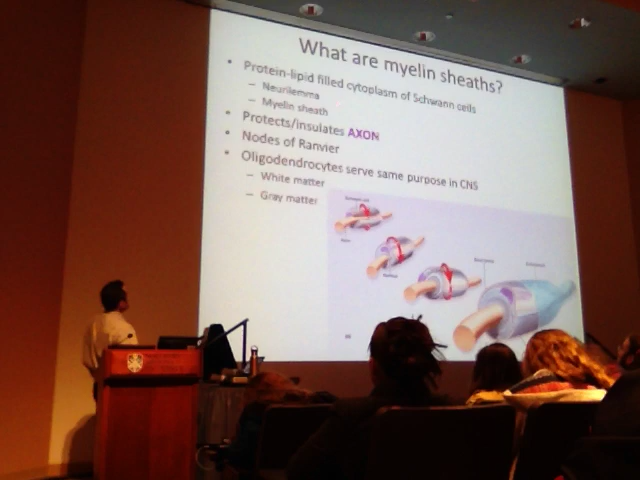 What are myelin sheaths?
• Protein-lipid filled cytoplasm of Schwann cells
– Neurilemma
– Myelin sheath
• Protects/insulates AXON
• Nodes of Ranvier
• Oligodendrocytes serve same purpose in CNS
– White matter
– Gray matter